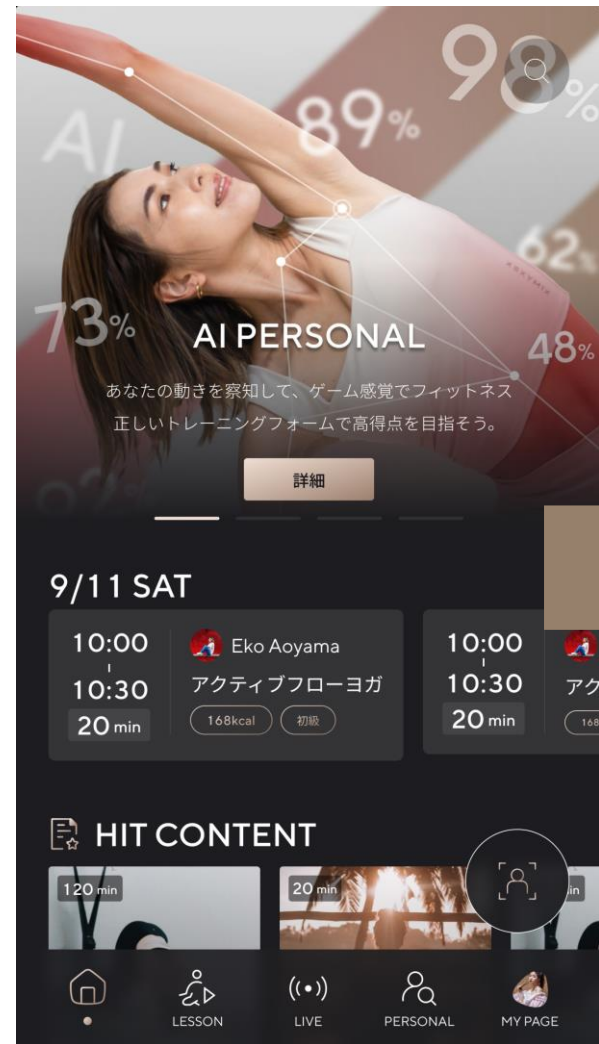 98%
89%
AI
62%
73%
AI PERSONAL
48%
あなたの動きを察知して、ゲーム感覚でフィットネス
正しいトレーニングフォームで高得点を目指そう。
詳細
9/11 SAT
10:00
10:30
20 min
Eko Aoyama
アクティブフローヨガ
168kcal
初級
10:00
10:30
20 min
アク
168
HIT CONTENT
120 min
20 min
in
LESSON
LIVE
PERSONAL
MY PAGE